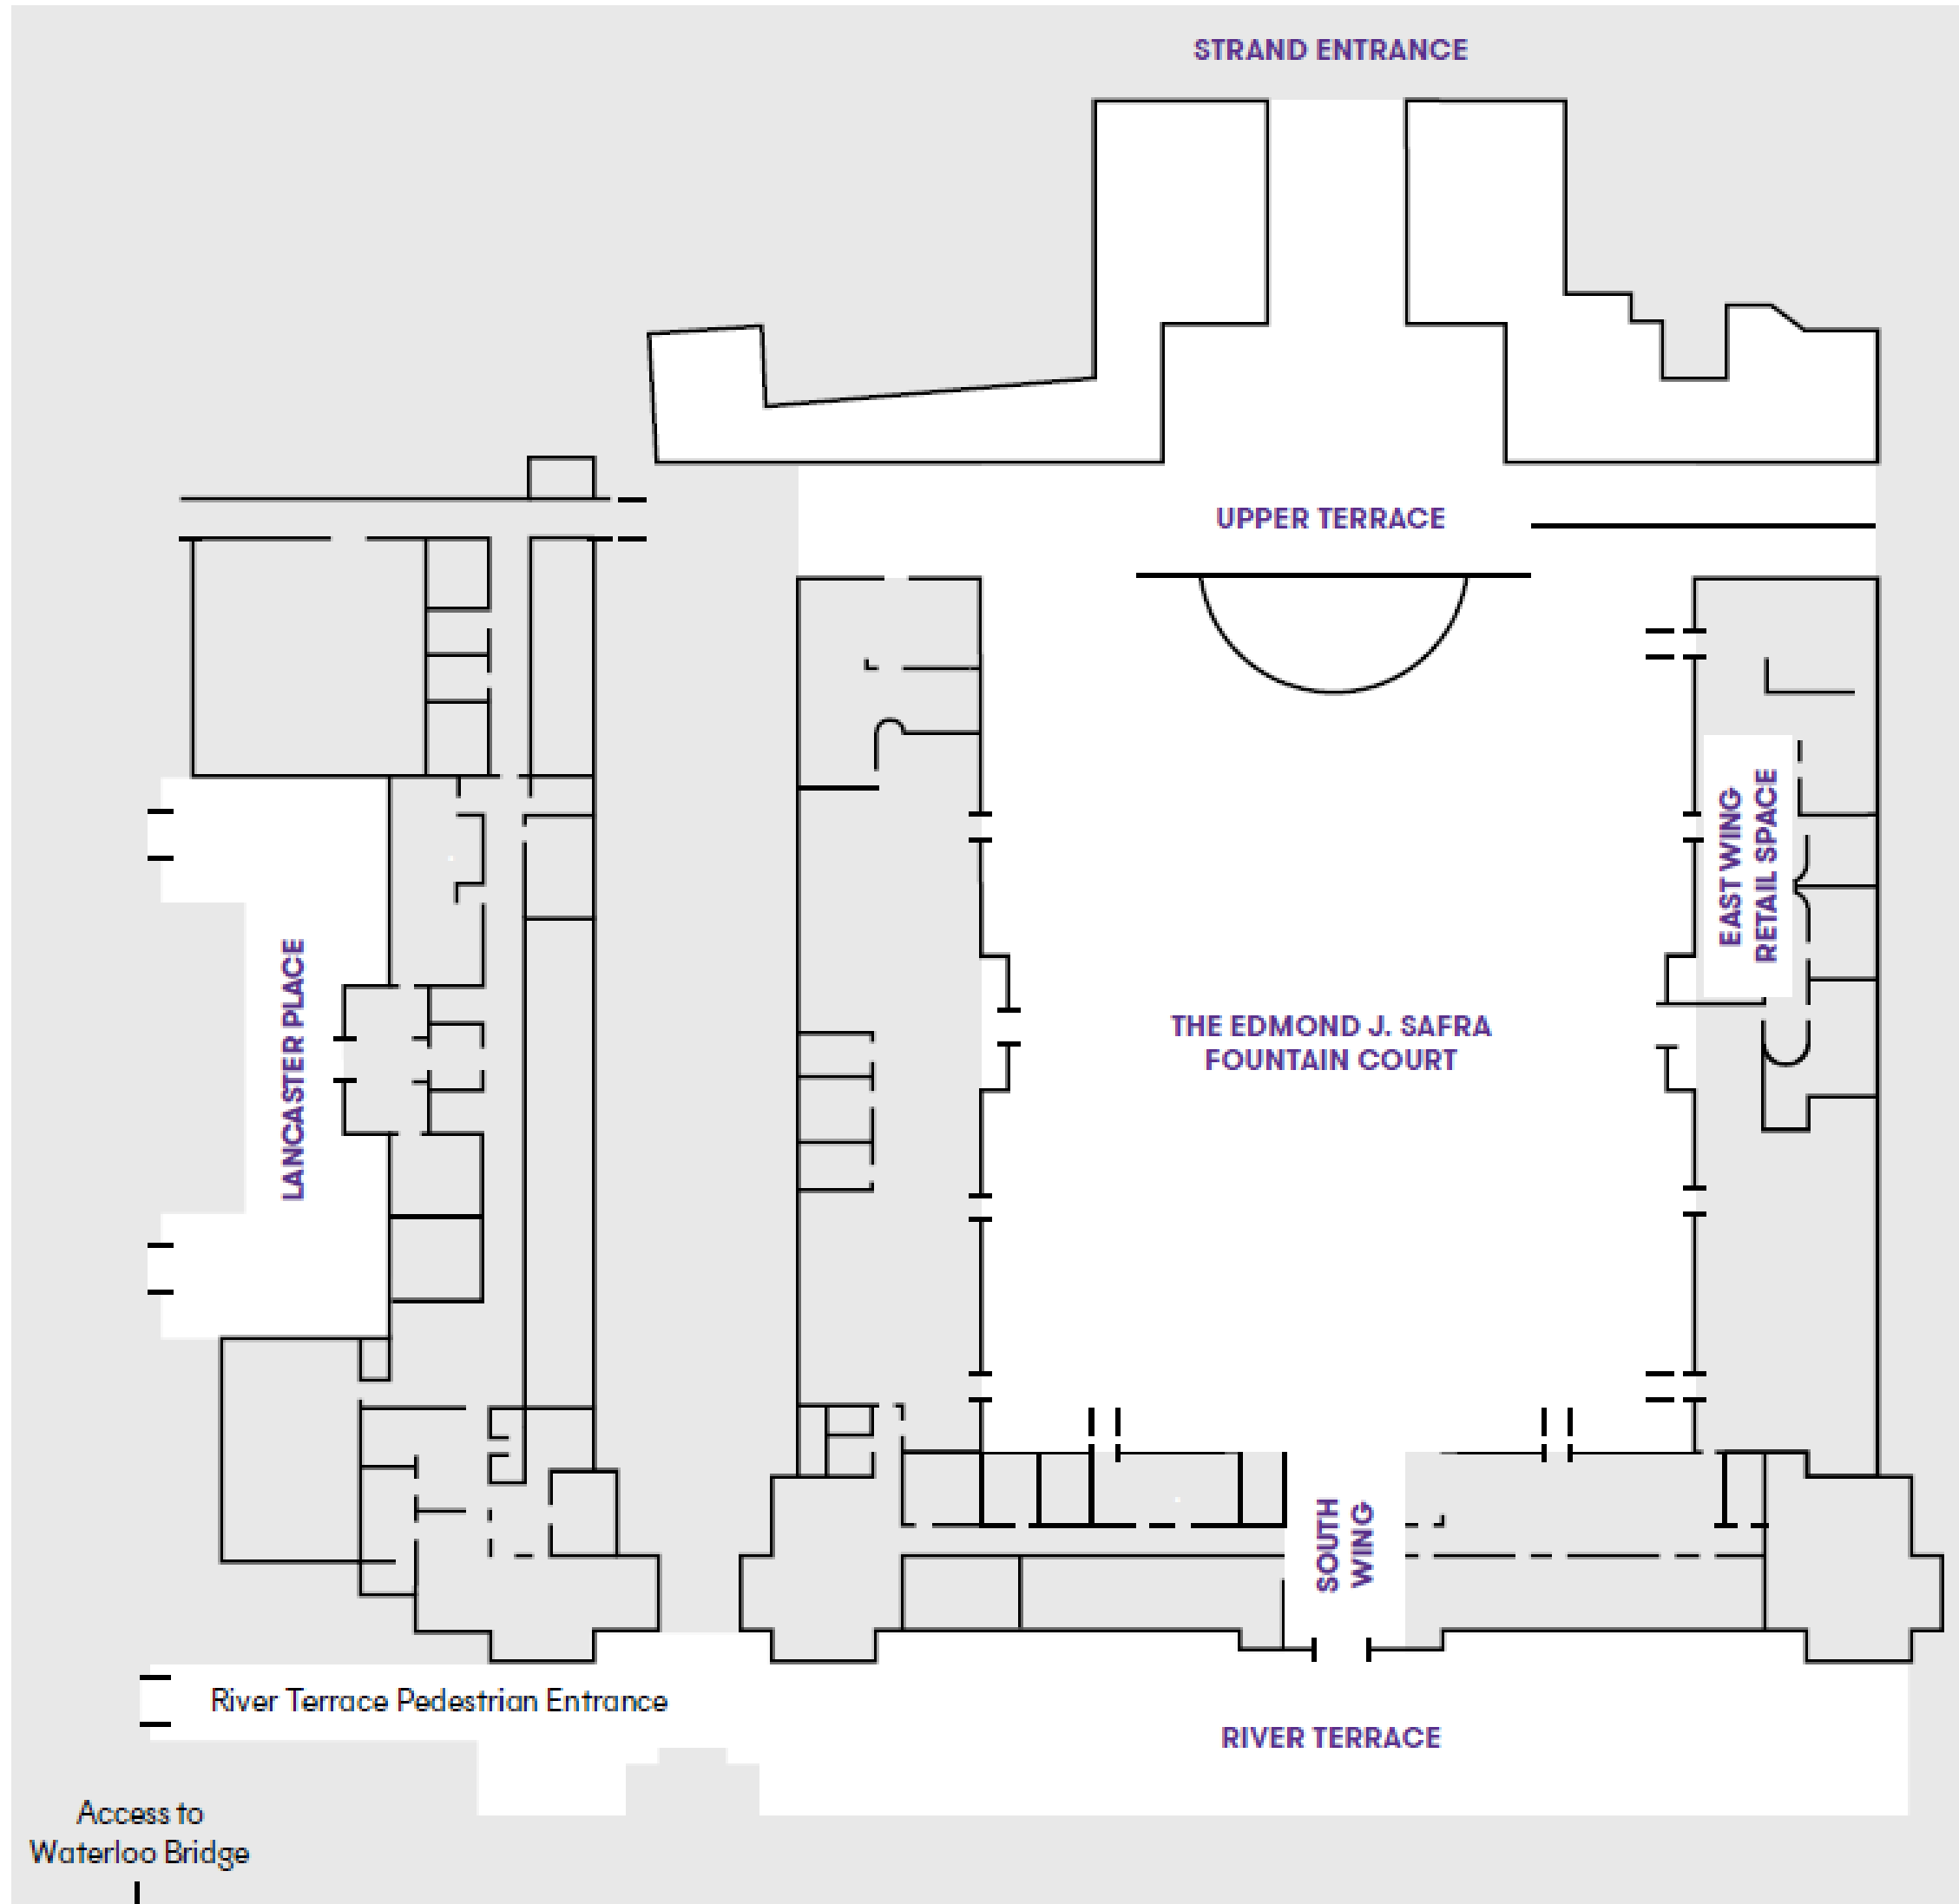 STRAND ENTRANCE
UPPER TERRACE
EAST WING
RETAIL SPACE
LANCASTER PLACE
THE EDMOND J. SAFRA
FOUNTAIN COURT
SOUTH
WING
River Terrace Pedestrian Entrance
RIVER TERRACE
Access to
Waterloo Bridge